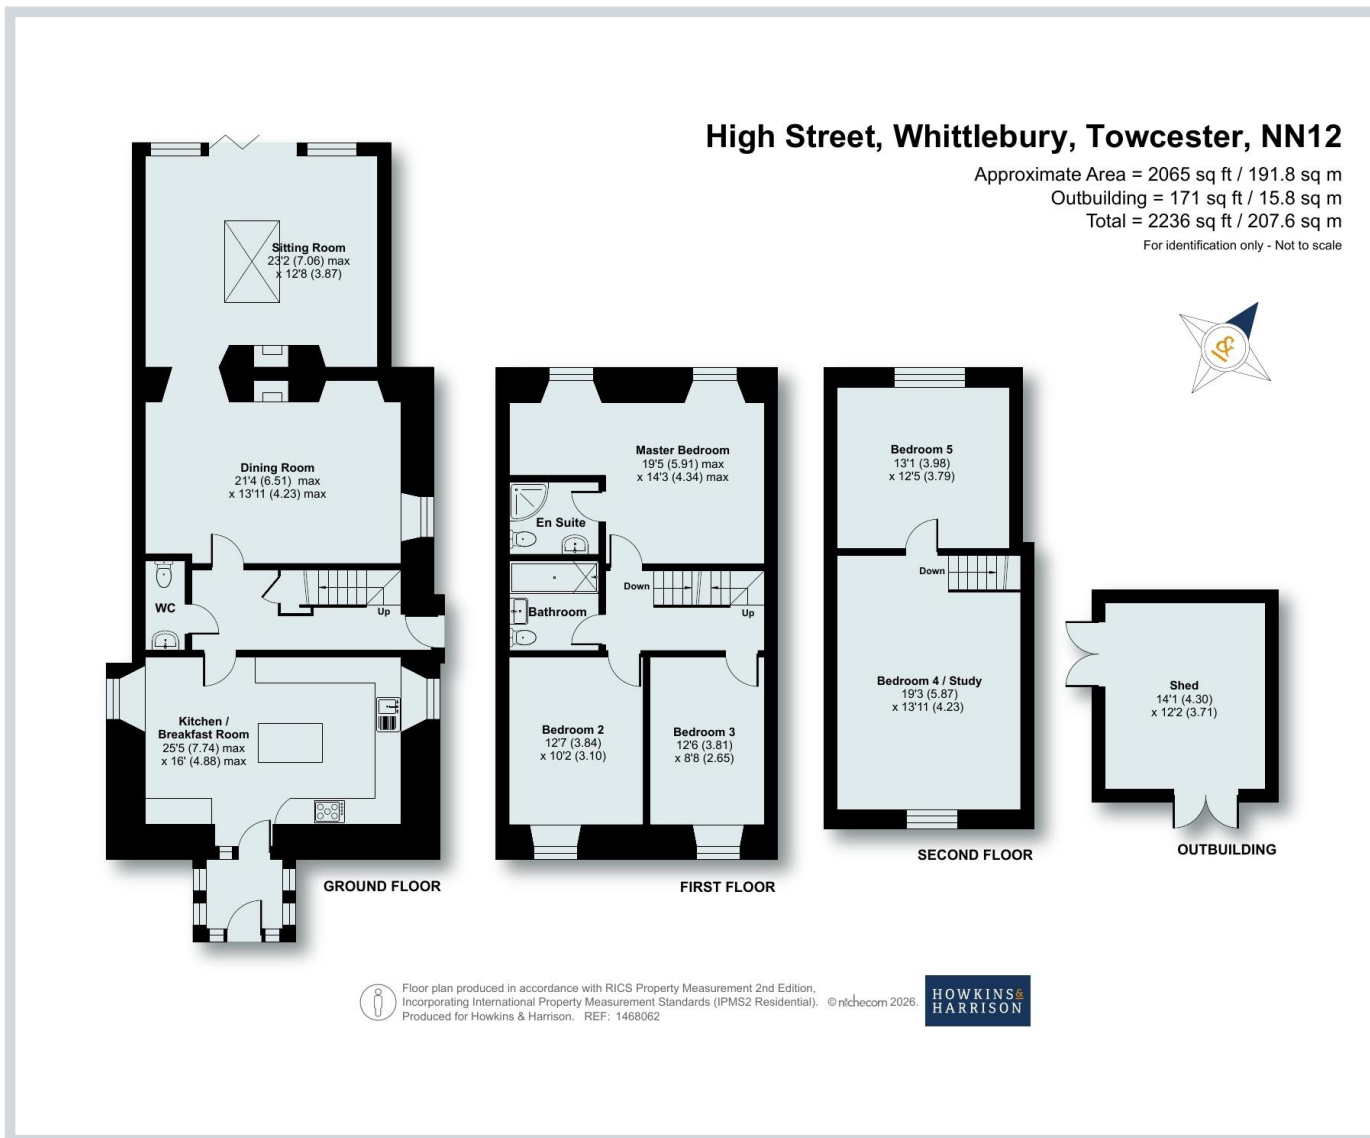 High Street, Whittlebury, Towcester, NN12
Approximate Area = 2065 sq ft / 191.8 sq m
Outbuilding = 171 sq ft / 15.8 sq m
Total = 2236 sq ft / 207.6 sq m
For identification only - Not to scale
Sitting Room
23'2 (7.06) max
x 12'8 (3.87)
Dining Room
21'4 (6.51) max
x 13'11 (4.23) max
WC
Up
Kitchen /
Breakfast Room
25'5 (7.74) max
x 16' (4.88) max
GROUND FLOOR
Master Bedroom
19'5 (5.91) max
x 14'3 (4.34) max
En Suite
Down
Bathroom
Up
Bedroom 2
12'7 (3.84)
x 10'2 (3.10)
Bedroom 3
12'6 (3.81)
x 8'8 (2.65)
FIRST FLOOR
Bedroom 5
13'1 (3.98)
x 12'5 (3.79)
Down
Bedroom 4 / Study
19'3 (5.87)
x 13'11 (4.23)
SECOND FLOOR
Shed
14'1 (4.30)
x 12'2 (3.71)
OUTBUILDING
Floor plan produced in accordance with RICS Property Measurement 2nd Edition,
Incorporating International Property Measurement Standards (IPMS2 Residential). © nichecom 2026.
Produced for Howkins & Harrison. REF: 1468062
HOWKINS &
HARRISON